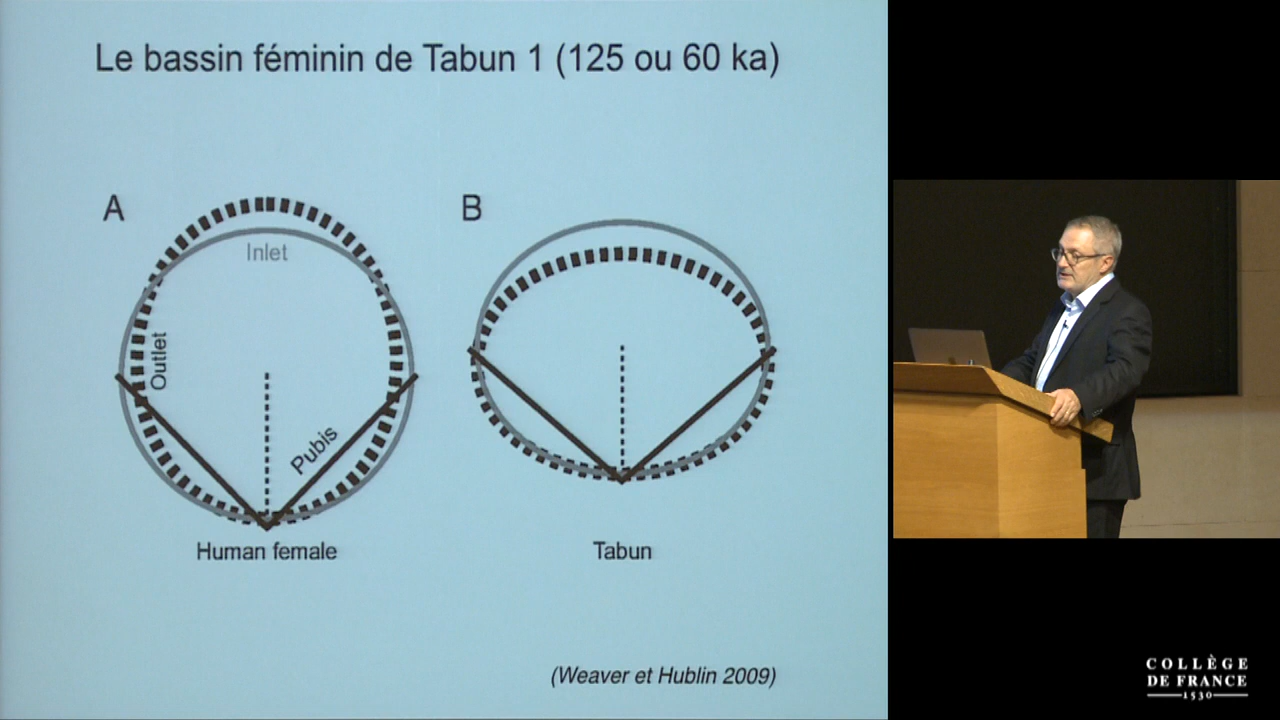 Le bassin féminin de Tabun 1 (125 ou 60 ka)
A
Inlet
Outlet
Pubis
Human female
B
Tabun
(Weaver et Hublin 2009)
COLLÈGE
DE FRANCE
1530